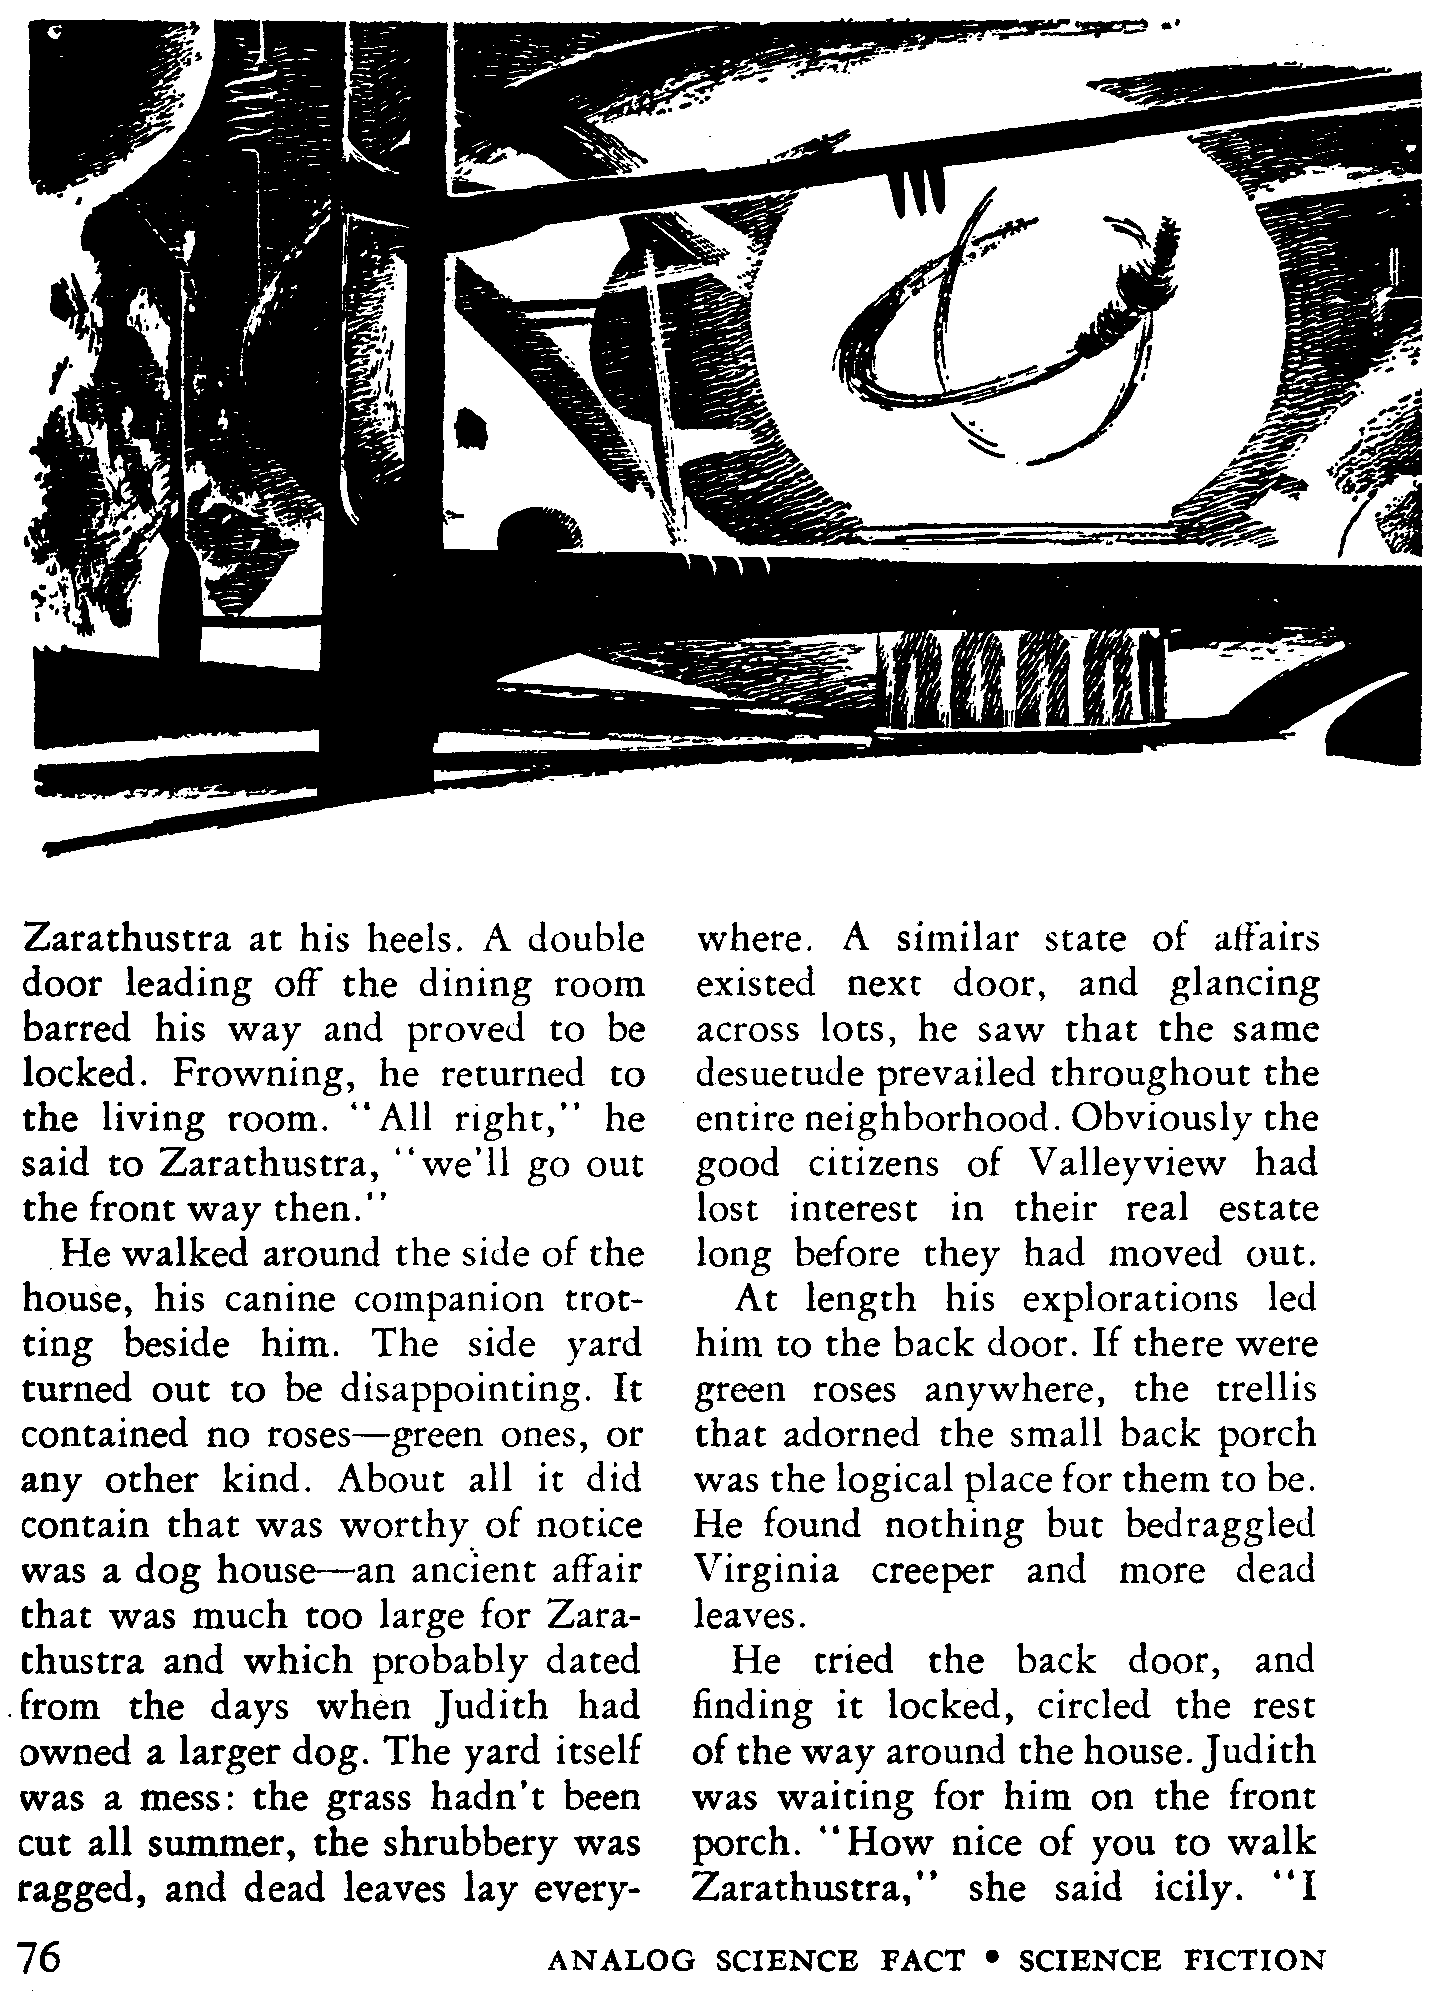 Zarathustra at his heels. A double
door leading off the dining room
barred his way and proved to be
locked. Frowning, he returned to
the living room. "All right," he
said to Zarathustra, "we'll go out
the front way then."
He walked around the side of the
house, his canine companion trot-
ting beside him. The side yard
turned out to be disappointing. It
contained no roses—green ones, or
any other kind. About all it did
contain that was worthy of notice
was a dog house—an ancient affair
that was much too large for Zara-
thustra and which probably dated
from the days when Judith had
owned a larger dog. The yard itself
was a mess: the grass hadn't been
cut all summer, the shrubbery was
ragged, and dead leaves lay every-
where. A similar state of affairs
existed next door, and glancing
across lots, he saw that the same
desuetude prevailed throughout the
entire neighborhood. Obviously the
good citizens of Valleyview had
lost interest in their real estate
long before they had moved out.
At length his explorations led
him to the back door. If there were
green roses anywhere, the trellis
that adorned the small back porch
was the logical place for them to be.
He found nothing but bedraggled
Virginia creeper and more dead
leaves.
He tried the back door, and
finding it locked, circled the rest
of the way around the house. Judith
was waiting for him on the front
porch. "How nice of you to walk
Zarathustra," she said icily. "I
76
ANALOG SCIENCE FACT • SCIENCE FICTION